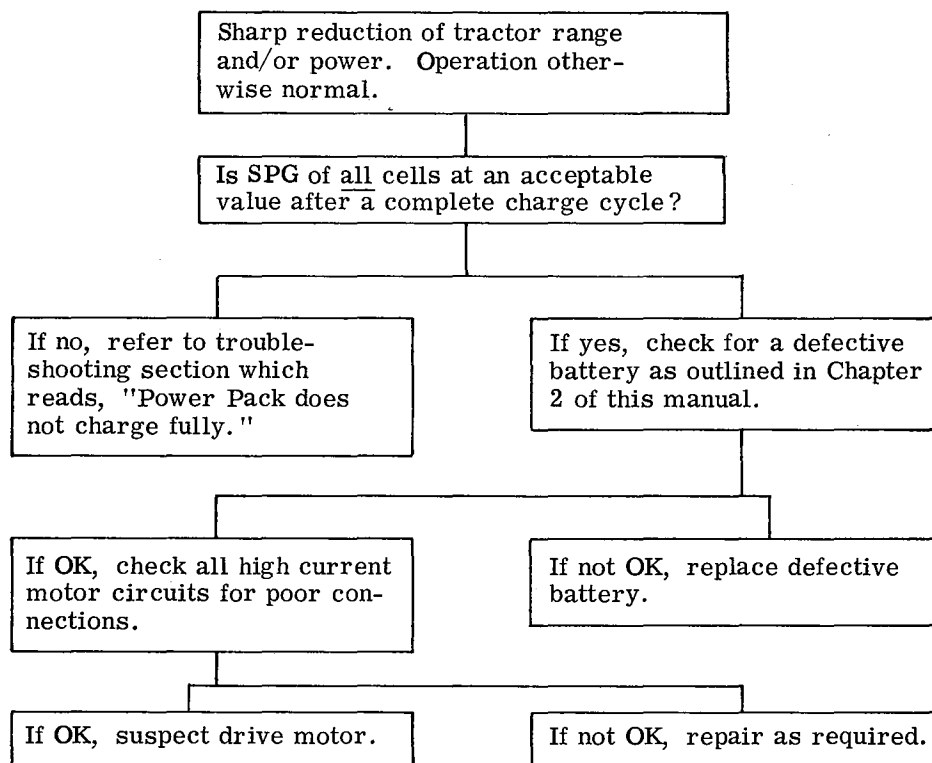 Sharp reduction of tractor range
and/or power. Operation other-
wise normal.
Is SPG of all cells at an acceptable
value after a complete charge cycle?
If no, refer to trouble-
shooting section which
reads, "Power Pack does
not charge fully."
If yes, check for a defective
battery as outlined in Chapter
2 of this manual.
If OK, check all high current
motor circuits for poor con-
nections.
If not OK, replace defective
battery.
If OK, suspect drive motor.
If not OK, repair as required.